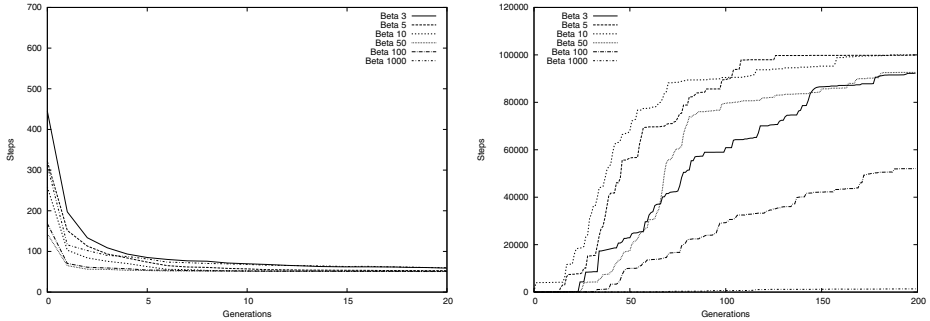 700
600
500
400
300
200
100
0
Steps
0 5 10 15 20
Generations
Beta 3
Beta 5
Beta 10
Beta 50
Beta 100
Beta 1000
120000
100000
80000
60000
40000
20000
0
Steps
0 50 100 150 200
Generations
Beta 3
Beta 5
Beta 10
Beta 50
Beta 100
Beta 1000